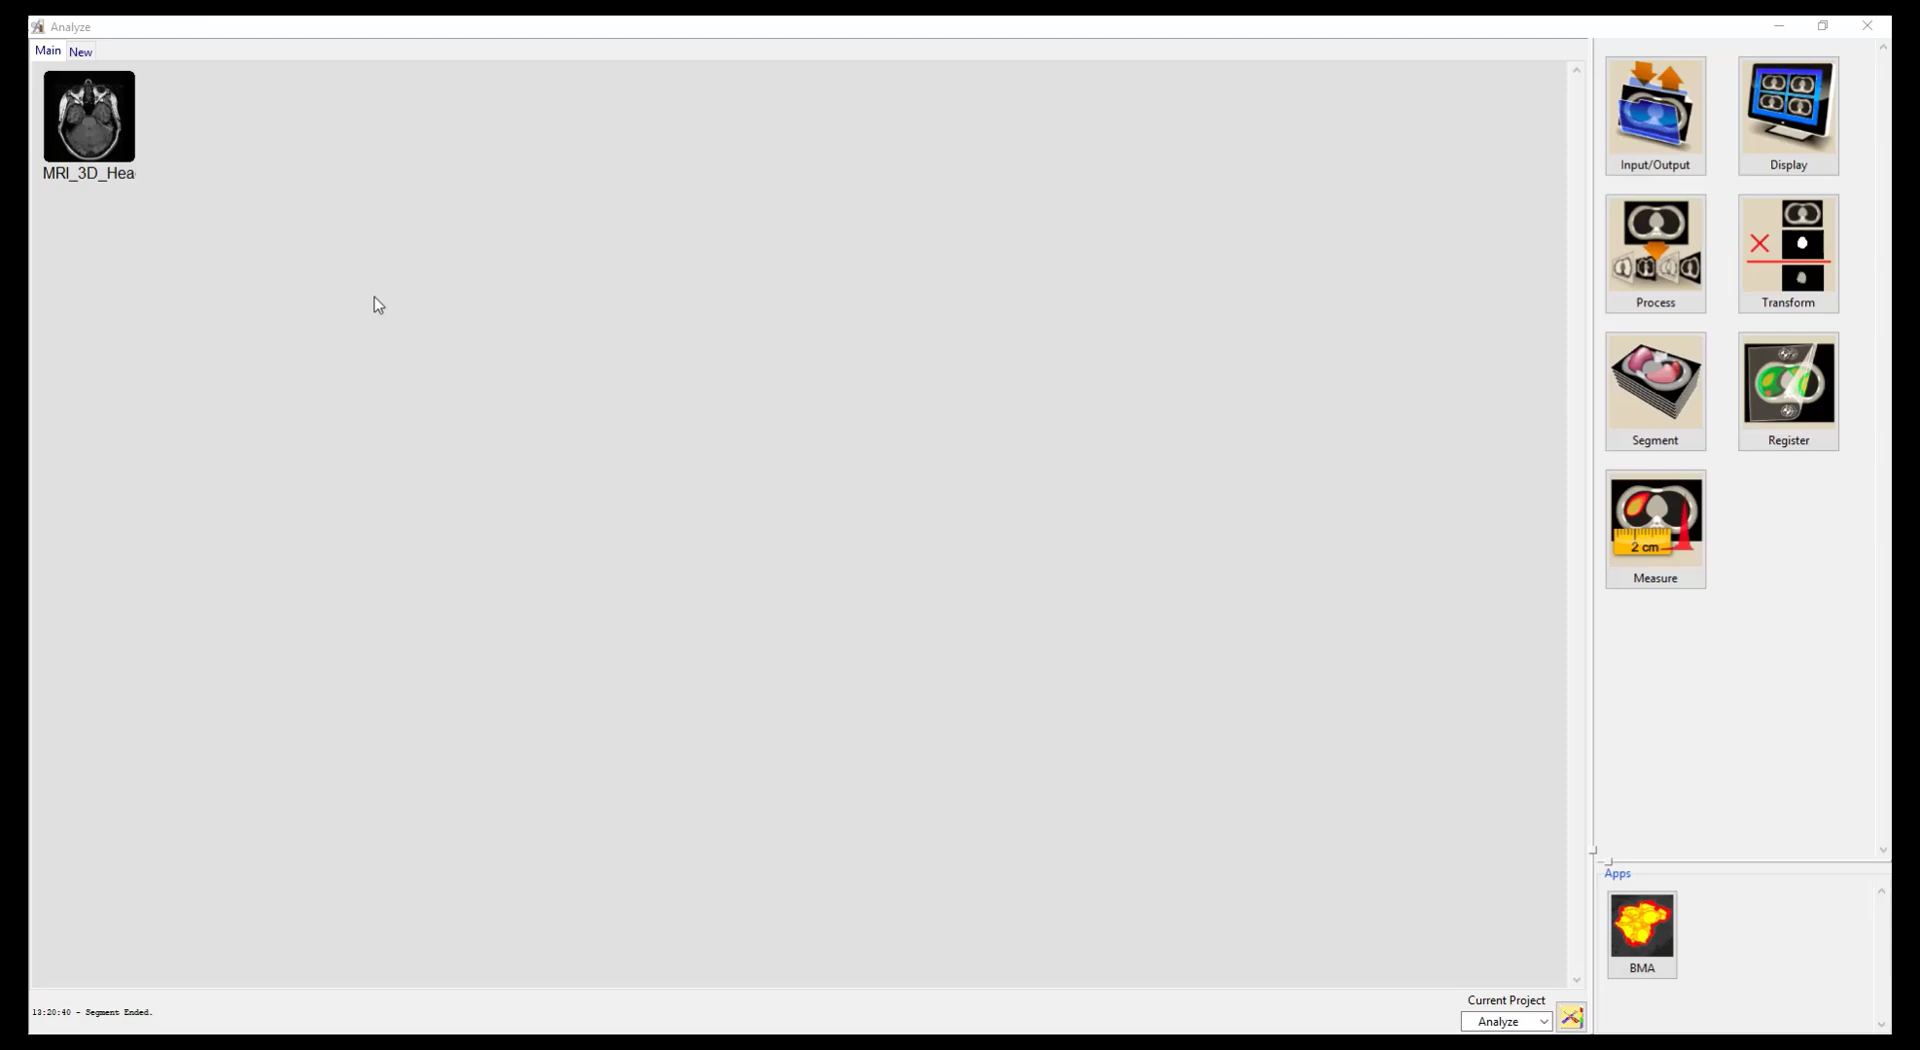 Analyze
Main New
MRI_3D_Hea
Input/Output
Display
Process
Transform
Segment
Register
2 cm
Measure
Apps
BMA
Current Project
Analyze
13:20:40 - Segment Ended.